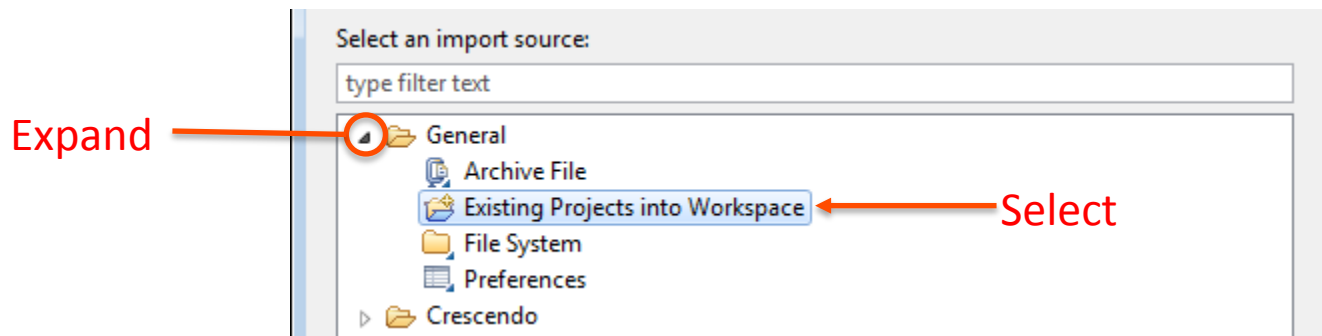 Select an import source:
type filter text
Expand
General
Archive File
Existing Projects into Workspace
Select
File System
Preferences
Crescendo